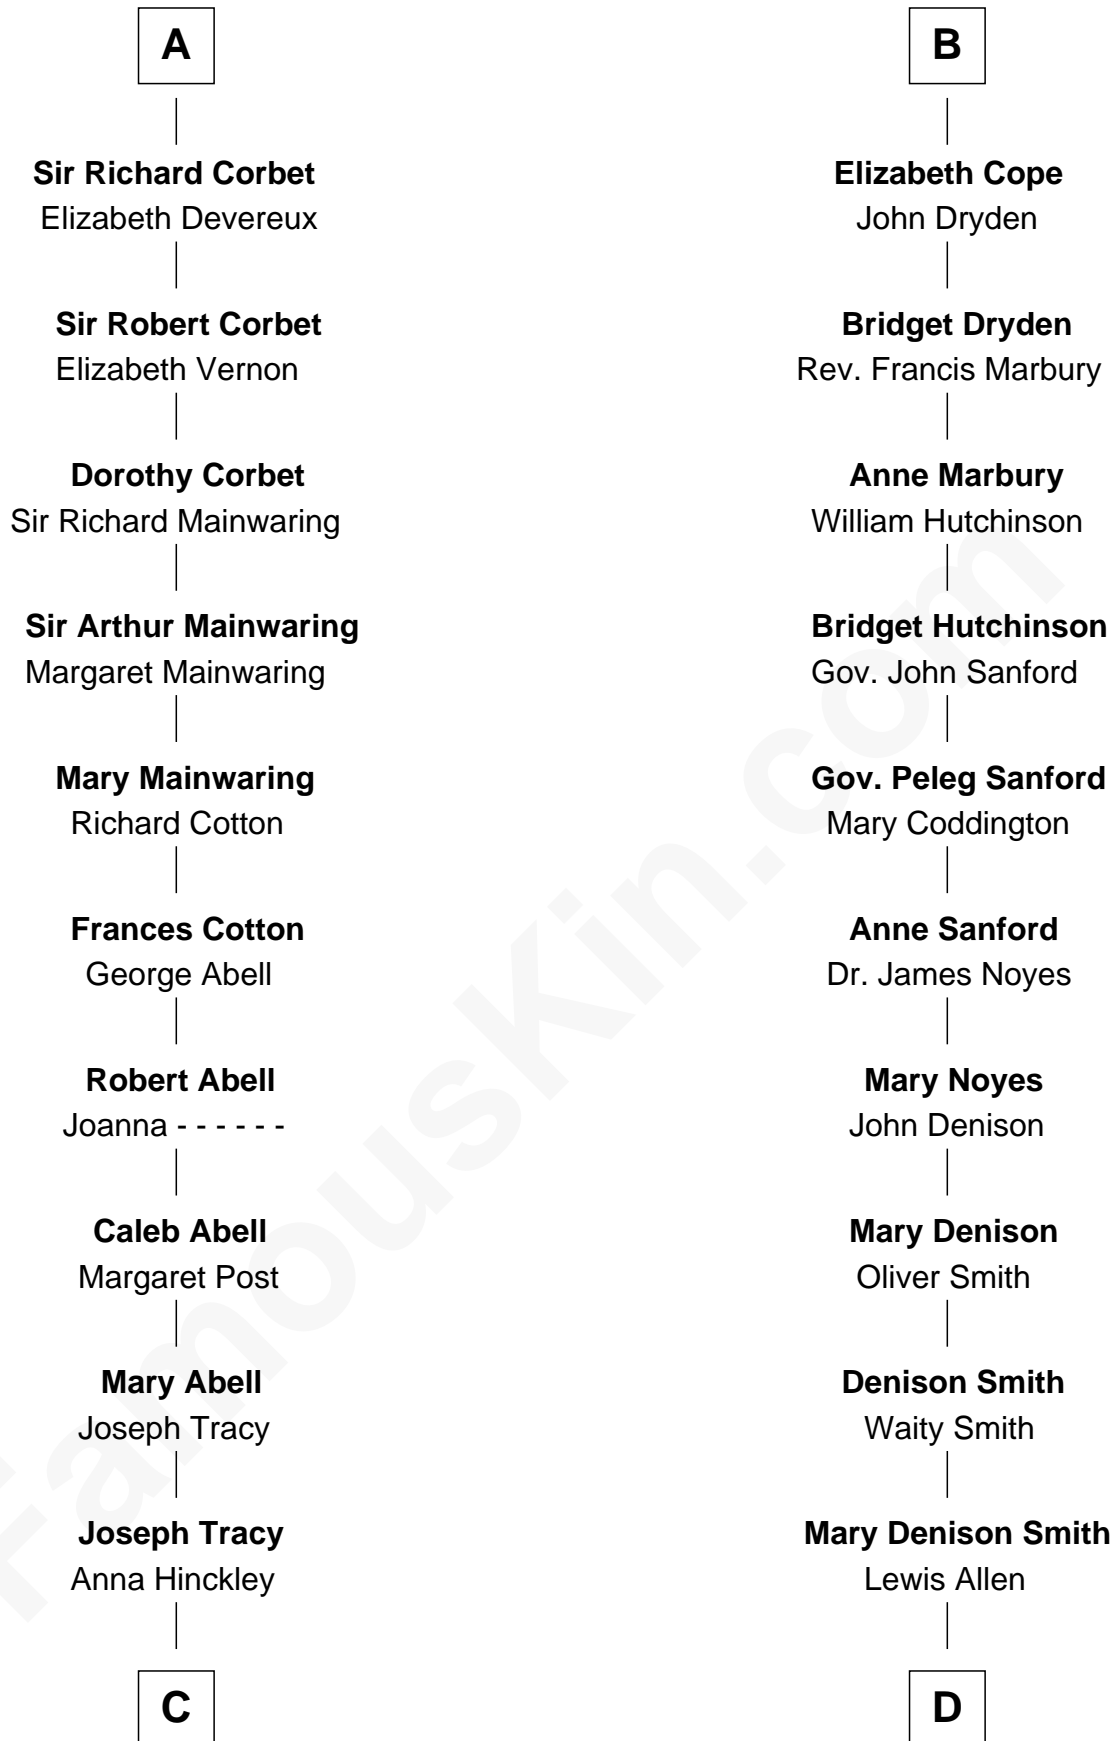 A
Sir Richard Corbet
Elizabeth Devereux
Sir Robert Corbet
Elizabeth Vernon
Dorothy Corbet
Sir Richard Mainwaring
Sir Arthur Mainwaring
Margaret Mainwaring
Mary Mainwaring
Richard Cotton
Frances Cotton
George Abell
Robert Abell
Joanna - - - - - -
Caleb Abell
Margaret Post
Mary Abell
Joseph Tracy
Joseph Tracy
Anna Hinckley
C
B
Elizabeth Cope
John Dryden
Bridget Dryden
Rev. Francis Marbury
Anne Marbury
William Hutchinson
Bridget Hutchinson
Gov. John Sanford
Gov. Peleg Sanford
Mary Coddington
Anne Sanford
Dr. James Noyes
Mary Noyes
John Denison
Mary Denison
Oliver Smith
Denison Smith
Waity Smith
Mary Denison Smith
Lewis Allen
D
FamousKin.com